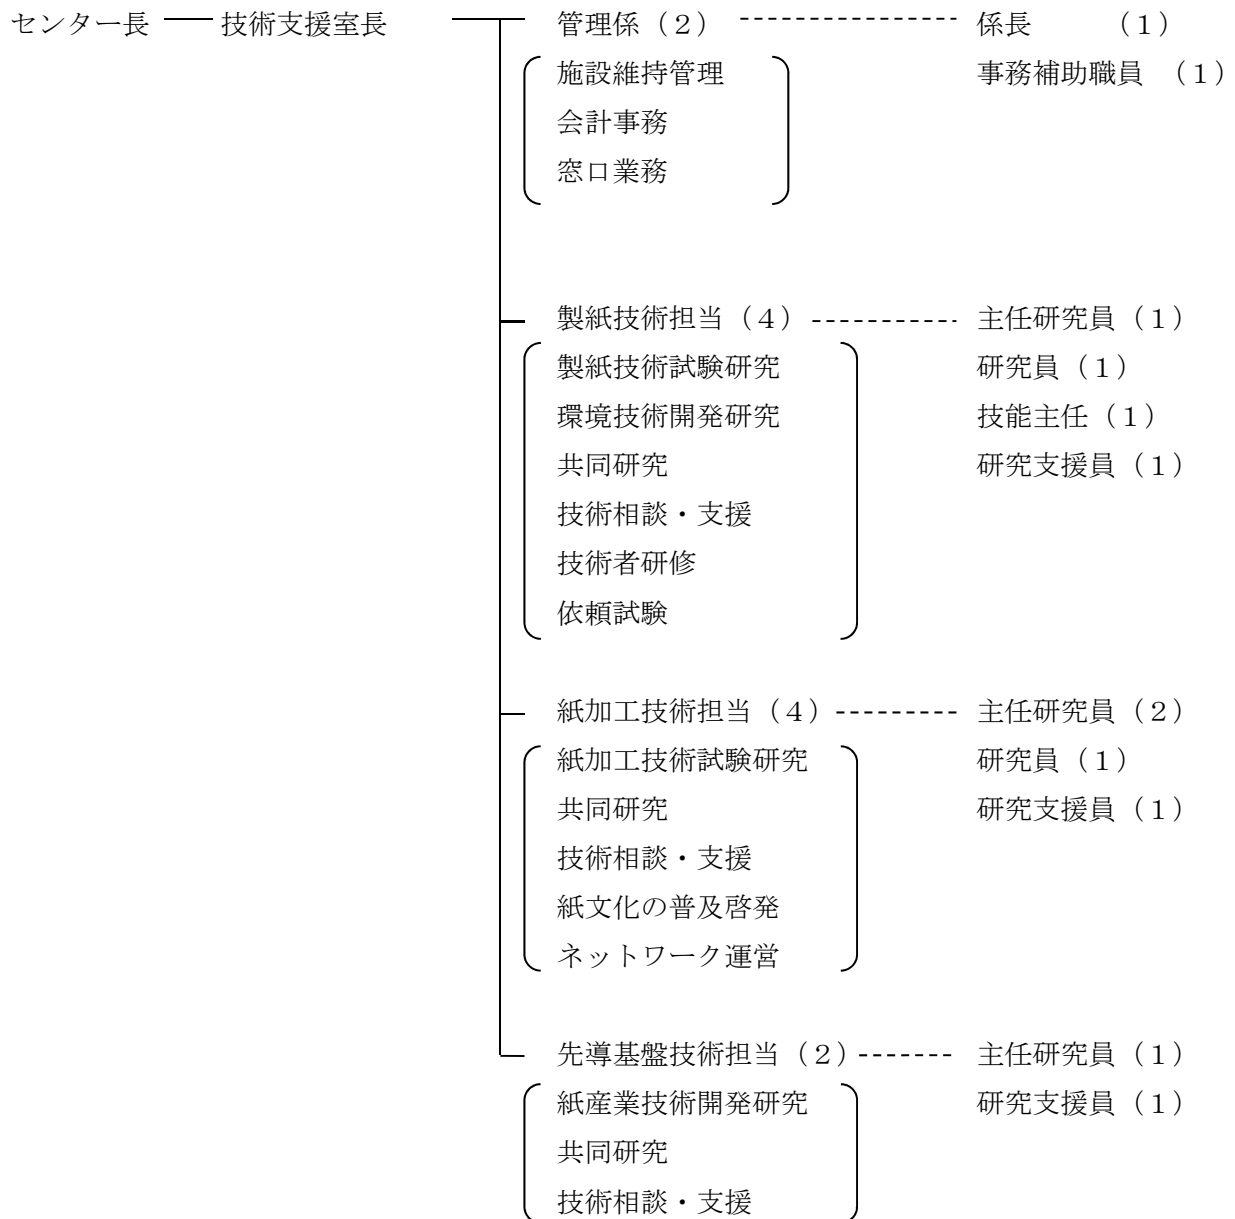 センター長 技術支援室長 管理係（２） 係長 （１）
施設維持管理 事務補助職員 （１）
会計事務
窓口業務
製紙技術担当（４） 主任研究員（１）
製紙技術試験研究 研究員（１）
環境技術開発研究 技能主任（１）
共同研究 研究支援員（１）
技術相談・支援
技術者研修
依頼試験
紙加工技術担当（４） 主任研究員（２）
紙加工技術試験研究 研究員（１）
共同研究 研究支援員（１）
技術相談・支援
紙文化の普及啓発
ネットワーク運営
先導基盤技術担当（２） 主任研究員（１）
紙産業技術開発研究 研究支援員（１）
共同研究
技術相談・支援